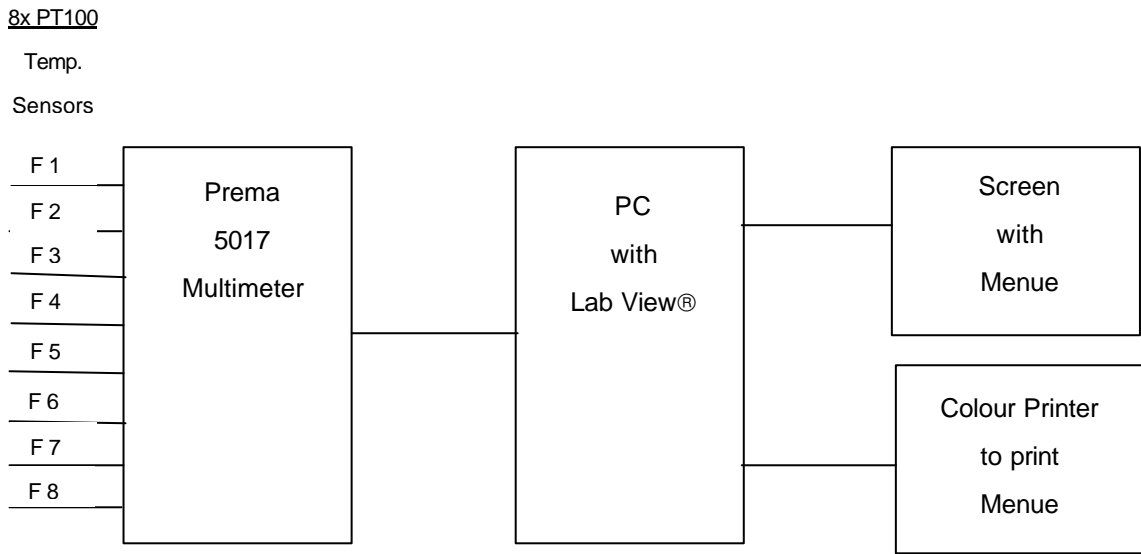 8x PT100
Temp.
Sensors
F 1
F 2
F 3
F 4
F 5
F 6
F 7
F 8
Prema
5017
Multimeter
PC
with
Lab View®
Screen
with
Menue
Colour Printer
to print
Menue